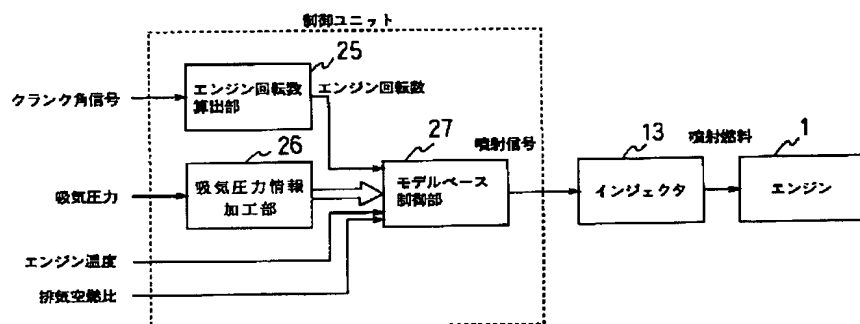 制御ユニット
25
クランク角信号
エンジン回転数
算出部
エンジン回転数
26
27
噴射信号
13
噴射燃料
1
吸気圧力
吸気圧力情報
加工部
モデルベース
制御部
インジェクタ
エンジン
エンジン温度
排気空燃比